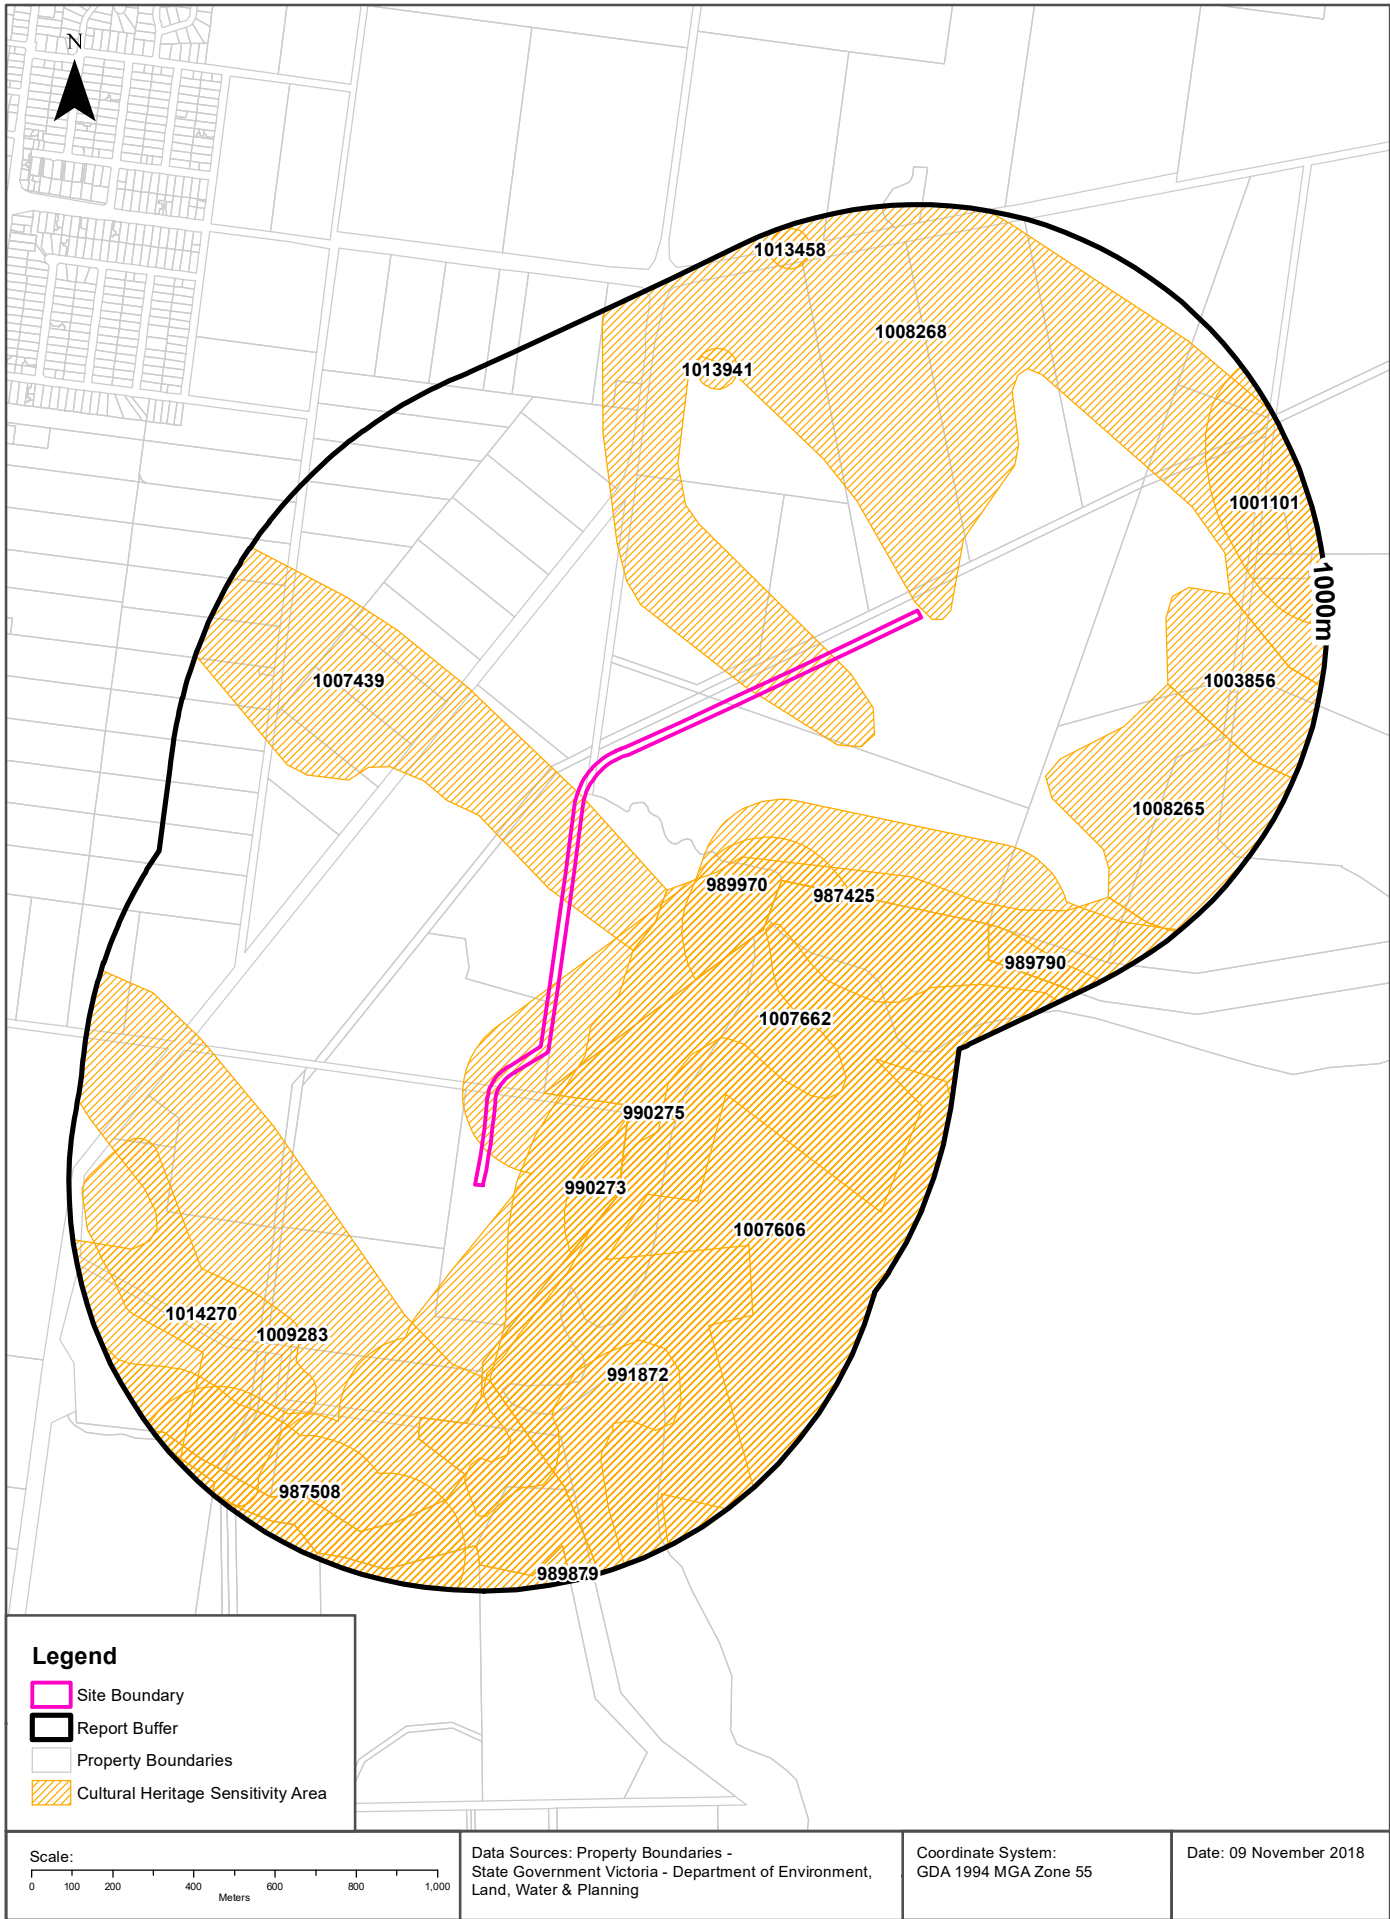 N
1013458
1008268
1013941
1001101
1000m
1007439
1003856
1008265
989970
987425
989790
1007662
990275
990273
1007606
1014270
1009283
991872
987508
989879
Legend
Site Boundary
Report Buffer
Property Boundaries
Cultural Heritage Sensitivity Area
Scale:
0 100 200 400 600 800 1,000
Meters
Data Sources: Property Boundaries -
State Government Victoria - Department of Environment,
Land, Water & Planning
Coordinate System:
GDA 1994 MGA Zone 55
Date: 09 November 2018